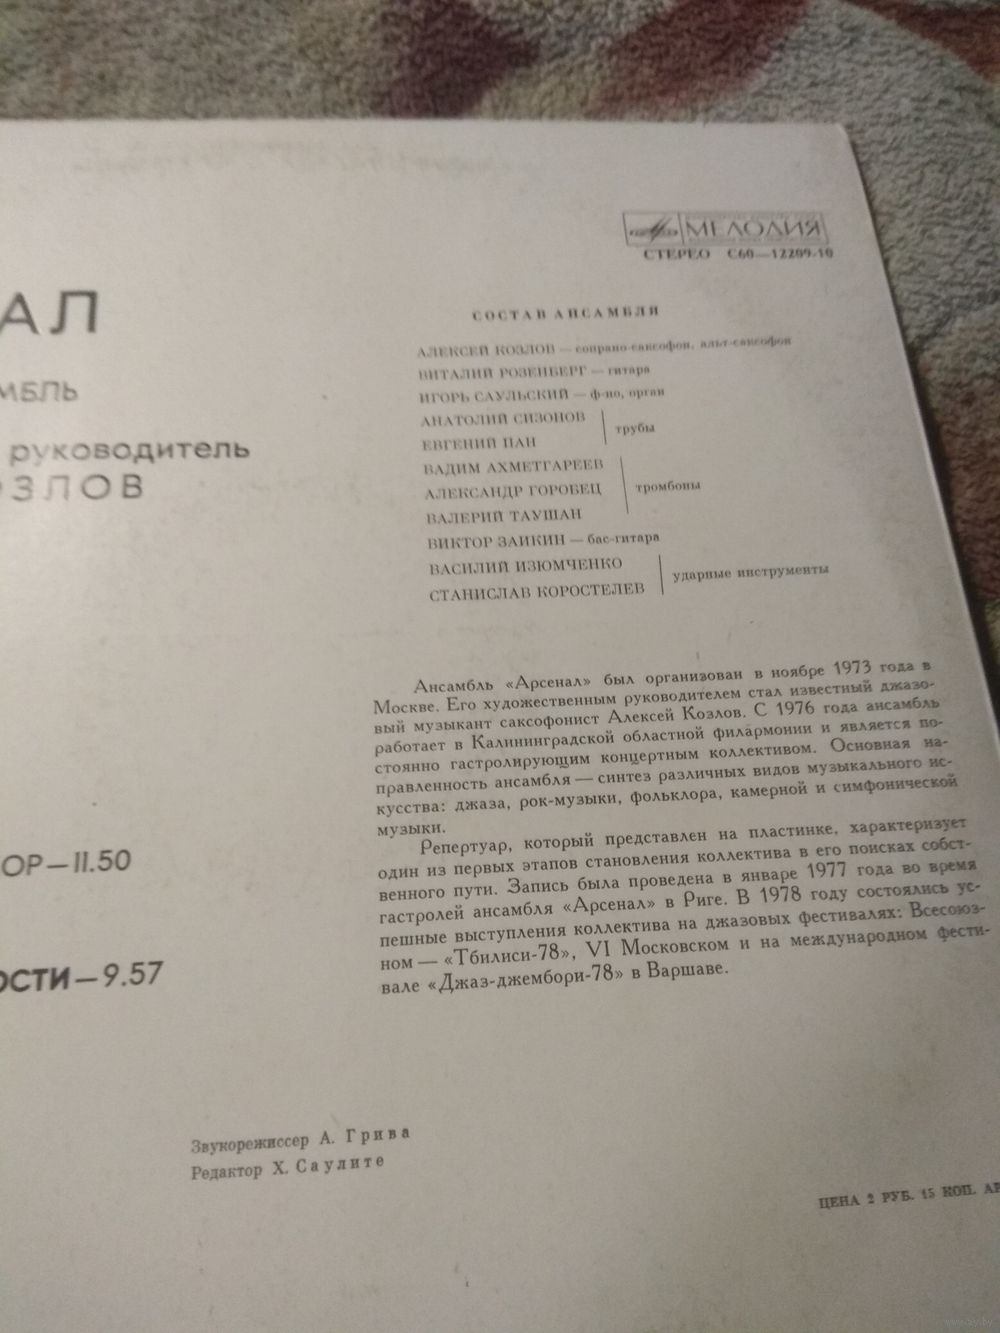 МЕЛОДИЯ
СТЕРЕО С60—12209-10
АЛ
МБЛЬ
руководитель
ОЗЛОВ
СОСТАВ АНСАМБЛЯ
АЛЕКСЕЙ КОЗЛОВ — сопрано-саксофон, альт-саксофон
ВИТАЛИЙ РОЗЕНБЕРГ — гитара
ИГОРЬ САУЛЬСКИЙ — ф-но, орган
АНАТОЛИЙ СИЗОНОВ
ЕВГЕНИЙ ПАН
трубы
ВАДИМ АХМЕТГАРЕЕВ
АЛЕКСАНДР ГОРОБЕЦ
ВАЛЕРИЙ ТАУШАН
тромбоны
ВИКТОР ЗАИКИН — бас-гитара
ВАСИЛИЙ ИЗЮМЧЕНКО
СТАНИСЛАВ КОРОСТЕЛЕВ
ударные инструменты
Ансамбль «Арсенал» был организован в ноябре 1973 года в
Москве. Его художественным руководителем стал известный джазо-
вый музыкант саксофонист Алексей Козлов. С 1976 года ансамбль
работает в Калининградской областной филармонии и является по-
стоянно гастролирующим концертным коллективом. Основная на-
правленность ансамбля — синтез различных видов музыкального ис-
кусства: джаза, рок-музыки, фольклора, камерной и симфонической
музыки.
Репертуар, который представлен на пластинке, характеризует
один из первых этапов становления коллектива в его поисках собст-
венного пути. Запись была проведена в январе 1977 года во время
гастролей ансамбля «Арсенал» в Риге. В 1978 году состоялись ус-
пешные выступления коллектива на джазовых фестивалях: Всесоюз-
ном — «Тбилиси-78», VI Московском и на международном фести-
вале «Джаз-джембори-78» в Варшаве.
ОР—11.50
ОСТИ—9.57
Звукорежиссер А. Грива
Редактор Х. Саулите
ЦЕНА 2 РУБ. 15 КОП. АР